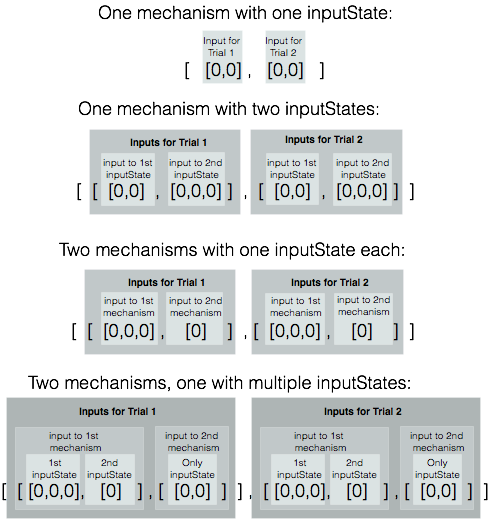 One mechanism with one inputState:
Input for Input for
Trial 1 Trial 2
[ [0,0] , [0,0] ]
One mechanism with two inputStates:
Inputs for Trial 1 Inputs for Trial 2
input to 1st input to 2nd input to 1st input to 2nd
inputState inputState inputState inputState
[ [ [0,0] , [0,0,0] ] , [ [0,0] , [0,0,0] ] ]
Two mechanisms with one inputState each:
Inputs for Trial 1 Inputs for Trial 2
input to 1st input to 2nd input to 1st input to 2nd
mechanism mechanism mechanism mechanism
[ [ [0,0,0] , [0] ] , [ [0,0,0] , [0] ] ]
Two mechanisms, one with multiple inputStates:
Inputs for Trial 1 Inputs for Trial 2
input to 1st input to 2nd input to 1st input to 2nd
mechanism mechanism mechanism mechanism
1st 2nd Only 1st 2nd Only
inputState inputState inputState inputState inputState inputState
[ [ [ [0,0,0], [0] ] , [ [0,0] ] ] , [ [0,0,0], [0] ] , [ [0,0] ] ]